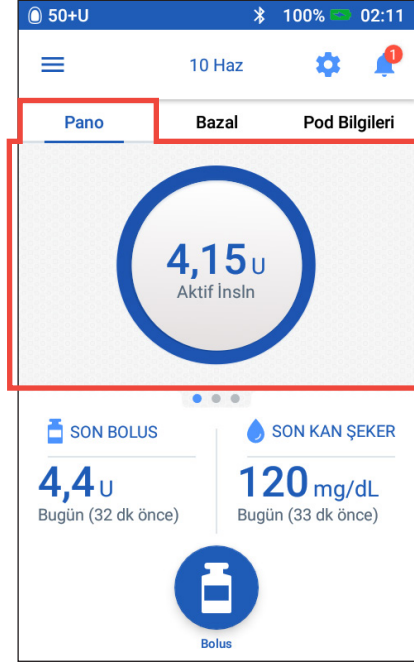 50+U 100% 02:11
10 Haz 1
Pano Bazal Pod Bilgileri
4,15 U
Aktif İnsln
SON BOLUS SON KAN ŞEKER
4,4 U 120 mg/dL
Bugün (32 dk önce) Bugün (33 dk önce)
Bolus